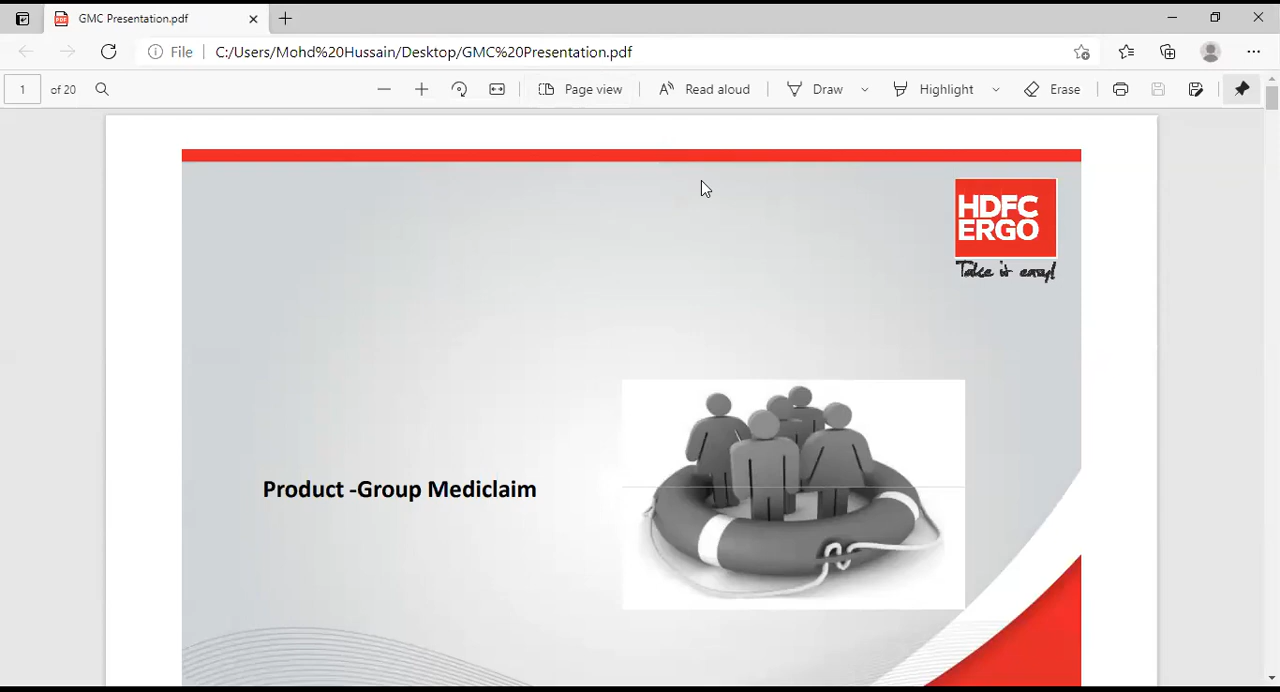 GMC Presentation.pdf
File
C:/Users/Mohd%20Hussain/Desktop/GMC%20Presentation.pdf
1 of 20
Page view
Read aloud
Draw
Highlight
Erase
HDFC
ERGO
Take it easy!
Product -Group Mediclaim